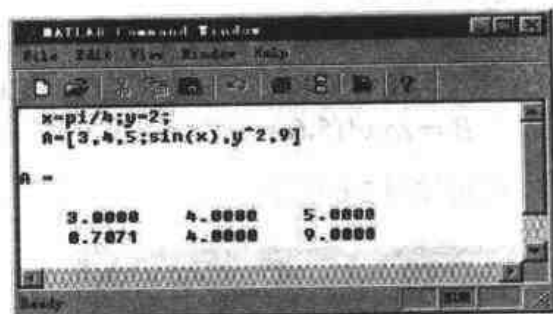 MATLAB Command Window
File Edit View Window Help
x=pi/4;y=2;
A=[3,4,5;sin(x),y^2,9]
A =
3.0000 4.0000 5.0000
0.7071 4.0000 9.0000
Ready NUM